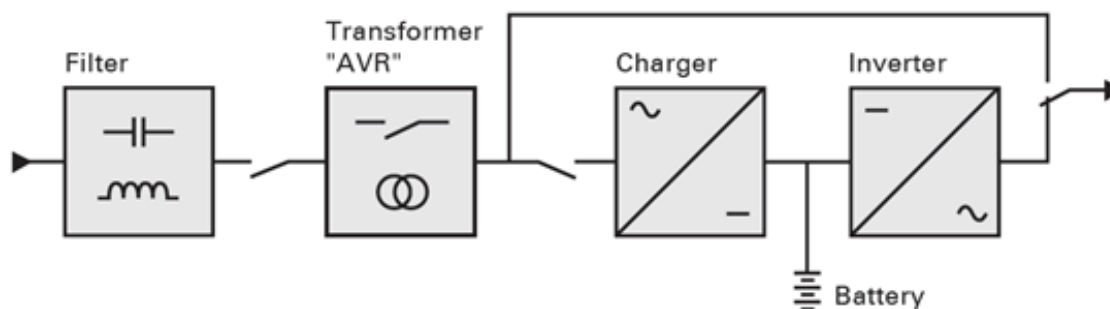 Filter
Transformer
"AVR"
Charger
Inverter
Battery